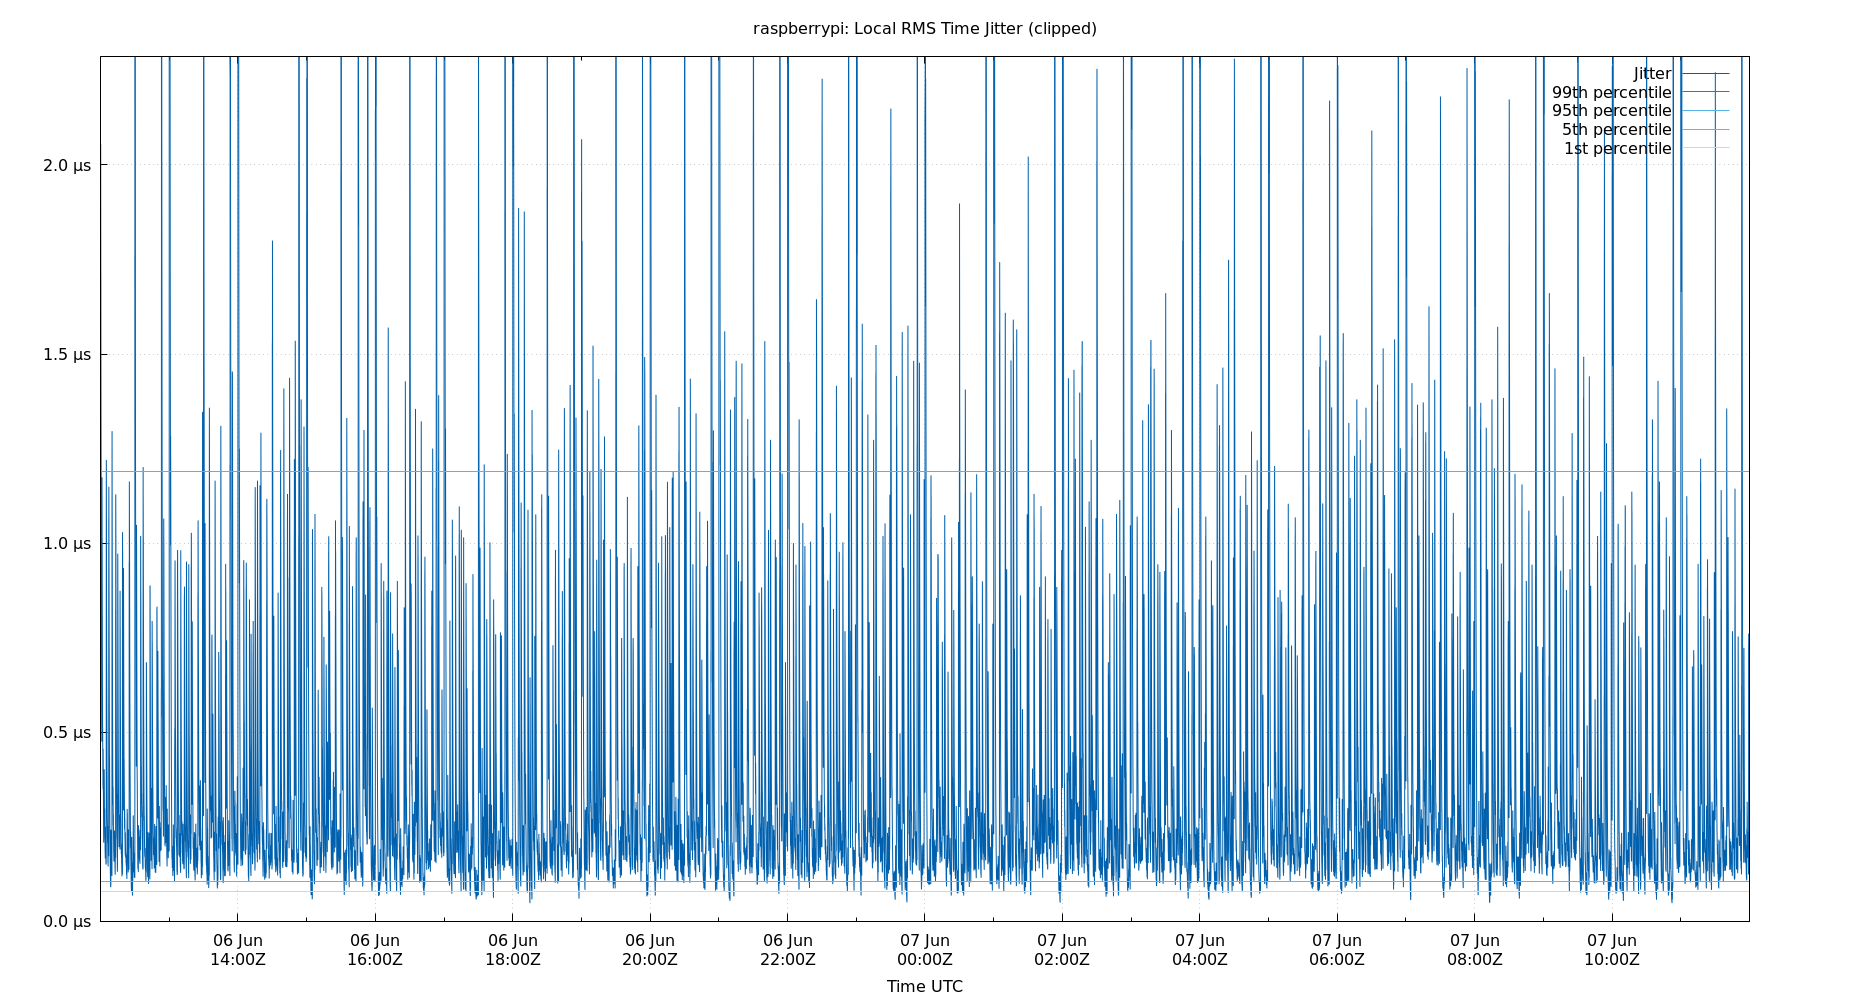 raspberrypi: Local RMS Time Jitter (clipped)
Jitter
99th percentile
95th percentile
5th percentile
1st percentile
2.0 µs
1.5 µs
1.0 µs
0.5 µs
0.0 µs
06 Jun 06 Jun 06 Jun 06 Jun 06 Jun 07 Jun 07 Jun 07 Jun 07 Jun 07 Jun 07 Jun
14:00Z 16:00Z 18:00Z 20:00Z 22:00Z 00:00Z 02:00Z 04:00Z 06:00Z 08:00Z 10:00Z
Time UTC